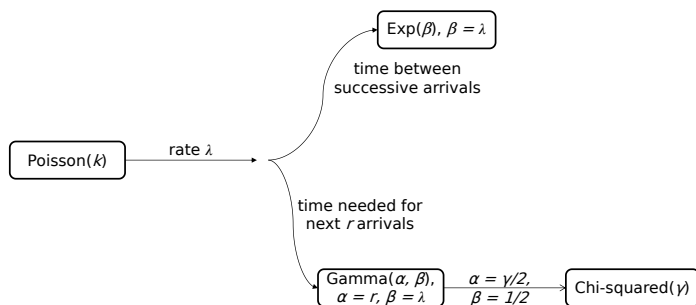 Exp(β), β = λ
time between
successive arrivals
Poisson(k)
rate λ
time needed for
next r arrivals
Gamma(α, β),
α = r, β = λ
α = γ/2,
β = 1/2
Chi-squared(γ)